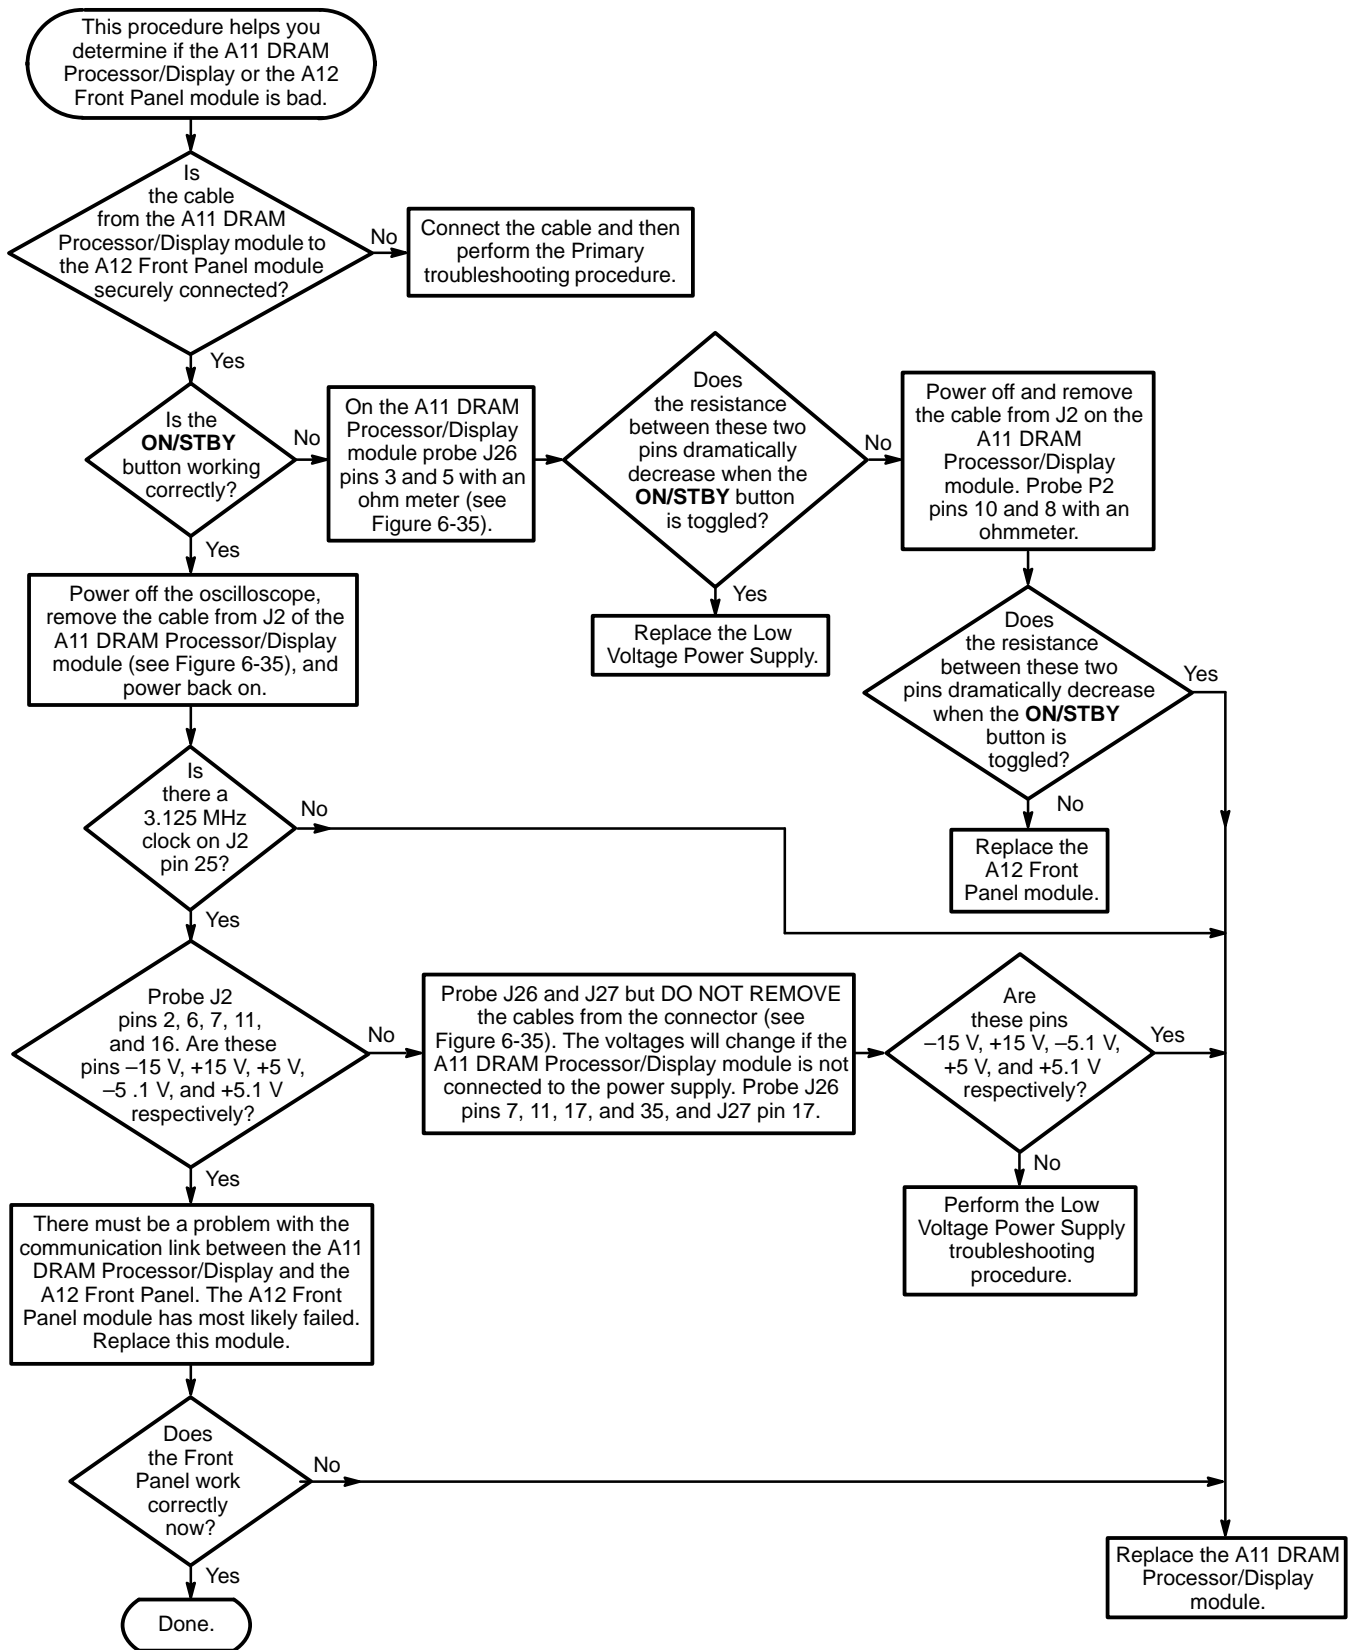 This procedure helps you
determine if the A11 DRAM
Processor/Display or the A12
Front Panel module is bad.
Is
the cable
from the A11 DRAM
Processor/Display module to
the A12 Front Panel module
securely connected?
No
Connect the cable and then
perform the Primary
troubleshooting procedure.
Yes
Is the
ON/STBY
button working
correctly?
No
On the A11 DRAM
Processor/Display
module probe J26
pins 3 and 5 with an
ohm meter (see
Figure 6-35).
Does
the resistance
between these two
pins dramatically
decrease when the
ON/STBY button
is toggled?
No
Power off and remove
the cable from J2 on the
A11 DRAM
Processor/Display
module. Probe P2
pins 10 and 8 with an
ohmmeter.
Yes
Replace the Low
Voltage Power Supply.
Does
the resistance
between these two
pins dramatically decrease
when the ON/STBY
button is
toggled?
Yes
No
Replace the
A12 Front
Panel module.
Yes
Power off the oscilloscope,
remove the cable from J2 of the
A11 DRAM Processor/Display
module (see Figure 6-35), and
power back on.
Is
there a
3.125 MHz
clock on J2
pin 25?
No
Yes
Probe J2
pins 2, 6, 7, 11,
and 16. Are these
pins –15 V, +15 V, +5 V,
–5 .1 V, and +5.1 V
respectively?
No
Probe J26 and J27 but DO NOT REMOVE
the cables from the connector (see
Figure 6-35). The voltages will change if the
A11 DRAM Processor/Display module is not
connected to the power supply. Probe J26
pins 7, 11, 17, and 35, and J27 pin 17.
Are
these pins
–15 V, +15 V, –5.1 V,
+5 V, and +5.1 V
respectively?
Yes
No
Perform the Low
Voltage Power Supply
troubleshooting
procedure.
Yes
There must be a problem with the
communication link between the A11
DRAM Processor/Display and the
A12 Front Panel. The A12 Front
Panel module has most likely failed.
Replace this module.
Does
the Front
Panel work
correctly
now?
No
Yes
Done.
Replace the A11 DRAM
Processor/Display
module.